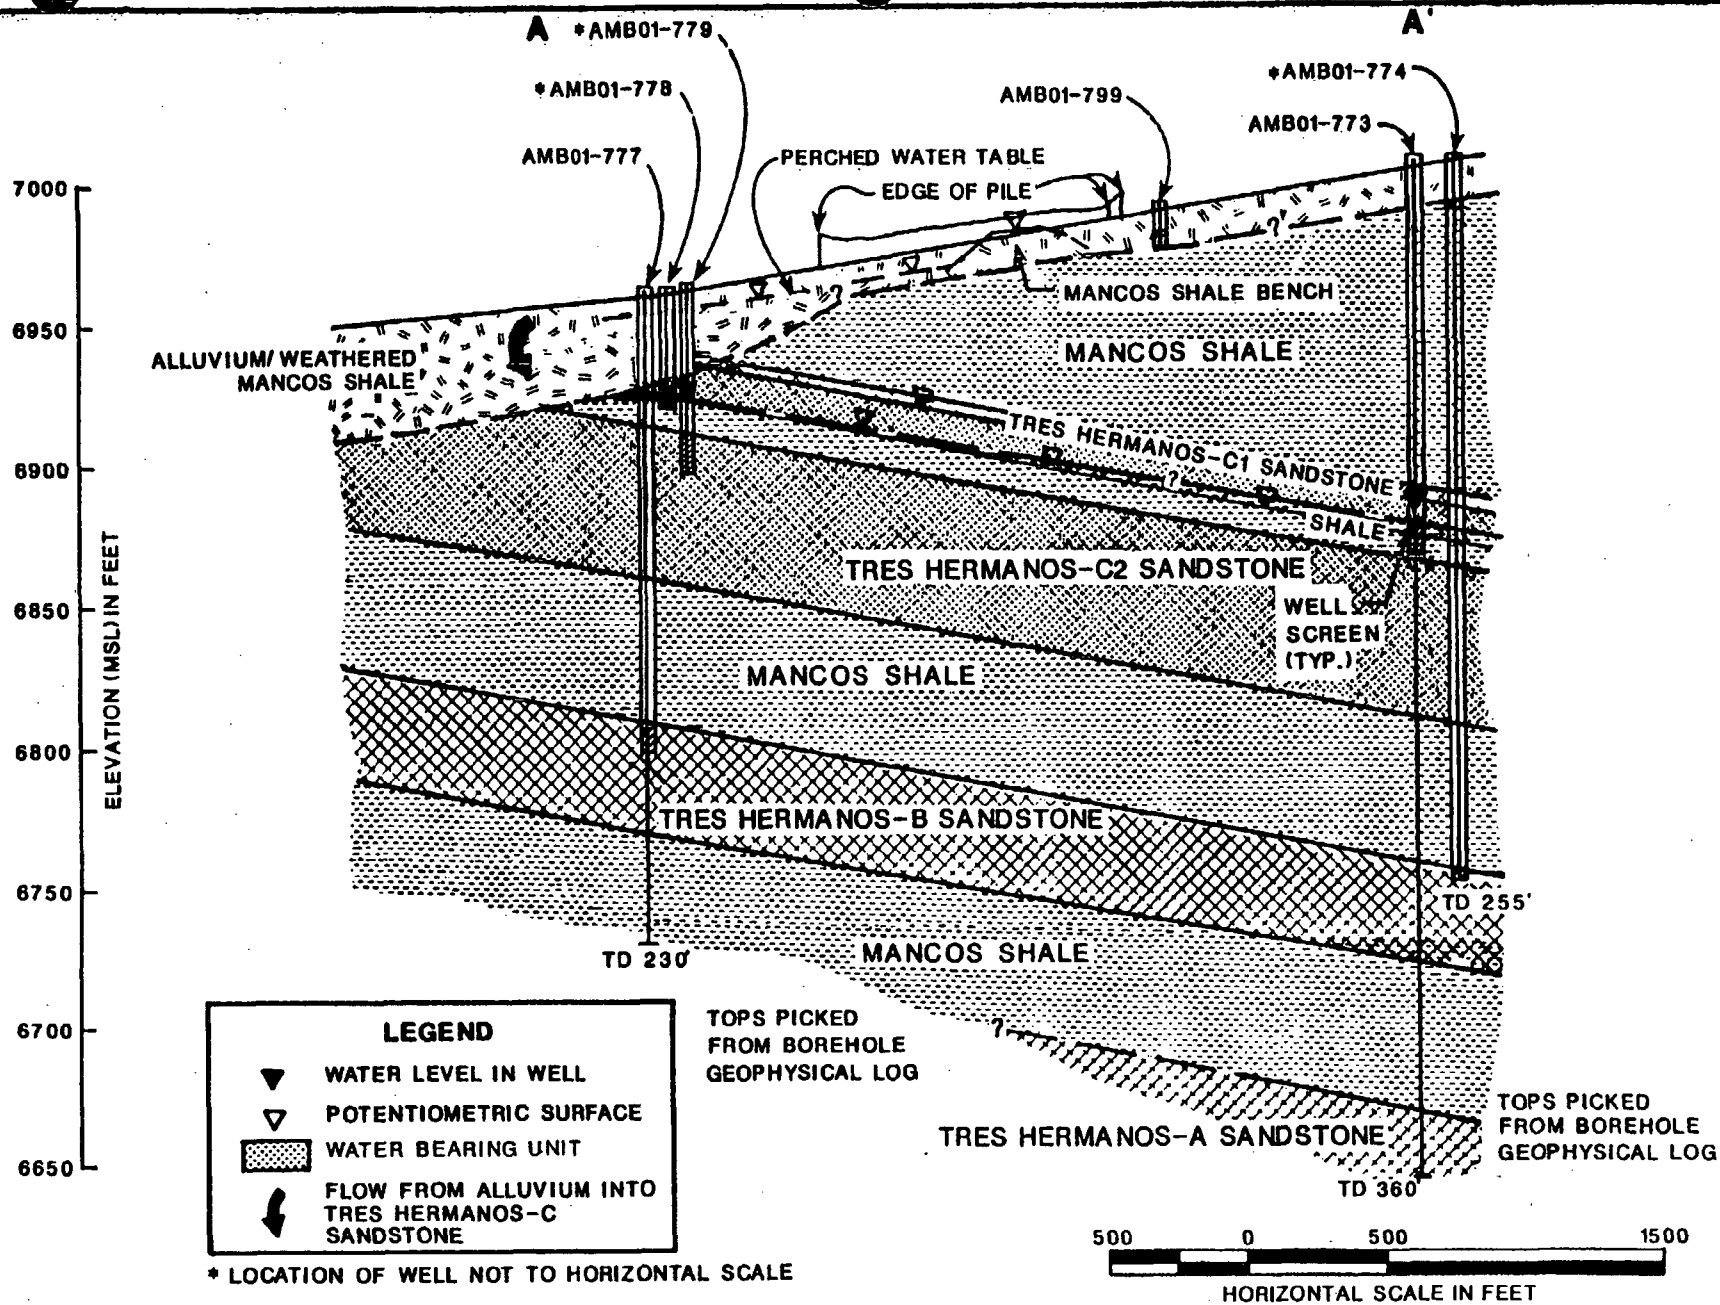 A
*AMB01-779
A'
*AMB01-778
AMB01-799
*AMB01-774
AMB01-773
AMB01-777
PERCHED WATER TABLE
EDGE OF PILE
7000
?
?
MANCOS SHALE BENCH
6950
MANCOS SHALE
ALLUVIUM/WEATHERED
MANCOS SHALE
TRES HERMANOS-C1 SANDSTONE
6900
?
SHALE
TRES HERMANOS-C2 SANDSTONE
WELL
SCREEN
(TYP.)
6850
ELEVATION (MSL) IN FEET
MANCOS SHALE
6800
TRES HERMANOS-B SANDSTONE
6750
TD 255'
MANCOS SHALE
TD 230'
6700
?
TOPS PICKED
FROM BOREHOLE
GEOPHYSICAL LOG
TRES HERMANOS-A SANDSTONE
TOPS PICKED
FROM BOREHOLE
GEOPHYSICAL LOG
6650
TD 360'
LEGEND
WATER LEVEL IN WELL
POTENTIOMETRIC SURFACE
WATER BEARING UNIT
FLOW FROM ALLUVIUM INTO
TRES HERMANOS-C
SANDSTONE
* LOCATION OF WELL NOT TO HORIZONTAL SCALE
500 0 500 1500
HORIZONTAL SCALE IN FEET